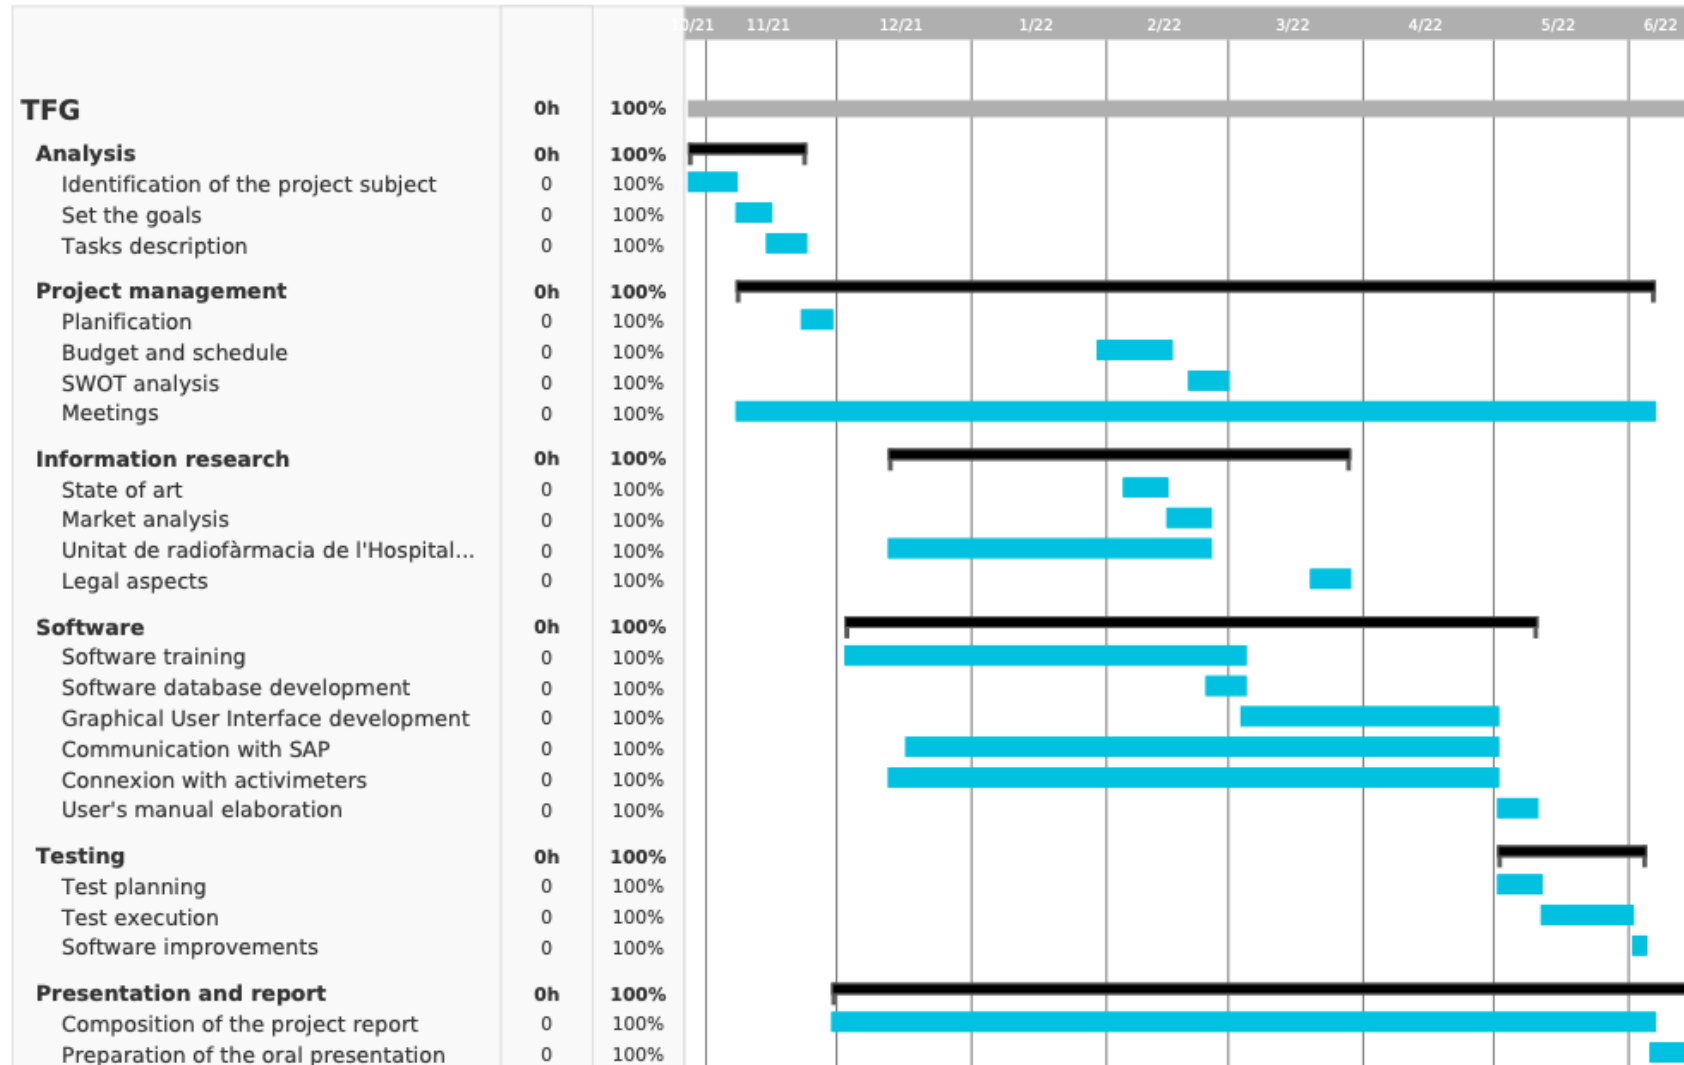 0/21 11/21 12/21 1/22 2/22 3/22 4/22 5/22 6/22
TFG 0h 100%
Analysis 0h 100%
Identification of the project subject 0 100%
Set the goals 0 100%
Tasks description 0 100%
Project management 0h 100%
Planification 0 100%
Budget and schedule 0 100%
SWOT analysis 0 100%
Meetings 0 100%
Information research 0h 100%
State of art 0 100%
Market analysis 0 100%
Unitat de radiofàrmacia de l'Hospital... 0 100%
Legal aspects 0 100%
Software 0h 100%
Software training 0 100%
Software database development 0 100%
Graphical User Interface development 0 100%
Communication with SAP 0 100%
Connexion with activimeters 0 100%
User's manual elaboration 0 100%
Testing 0h 100%
Test planning 0 100%
Test execution 0 100%
Software improvements 0 100%
Presentation and report 0h 100%
Composition of the project report 0 100%
Preparation of the oral presentation 0 100%